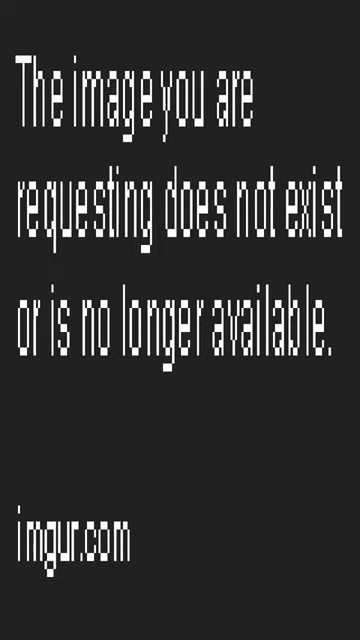 The image you are
requesting does not exist
or is no longer available.
imgur.com